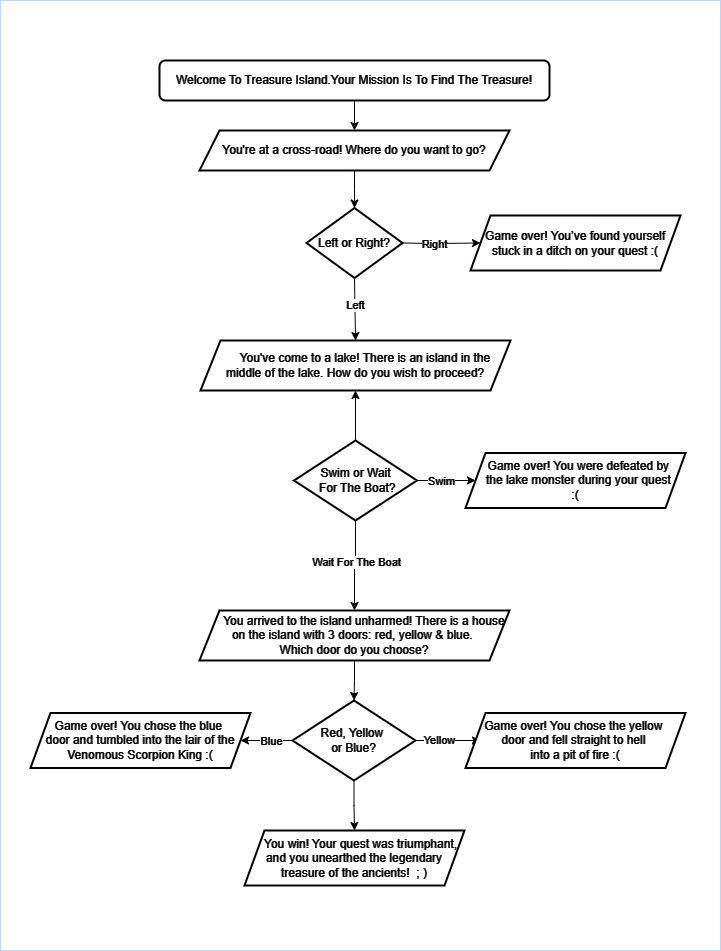 Welcome To Treasure Island.Your Mission Is To Find The Treasure!
You're at a cross-road! Where do you want to go?
Left or Right?
Right
Game over! You've found yourself
stuck in a ditch on your quest :(
Left
You've come to a lake! There is an island in the
middle of the lake. How do you wish to proceed?
Swim or Wait
For The Boat?
Swim
Game over! You were defeated by
the lake monster during your quest
:(
Wait For The Boat
You arrived to the island unharmed! There is a house
on the island with 3 doors: red, yellow & blue.
Which door do you choose?
Game over! You chose the blue
door and tumbled into the lair of the
Venomous Scorpion King :(
Blue
Red, Yellow
or Blue?
Yellow
Game over! You chose the yellow
door and fell straight to hell
into a pit of fire :(
You win! Your quest was triumphant,
and you unearthed the legendary
treasure of the ancients!  ; )